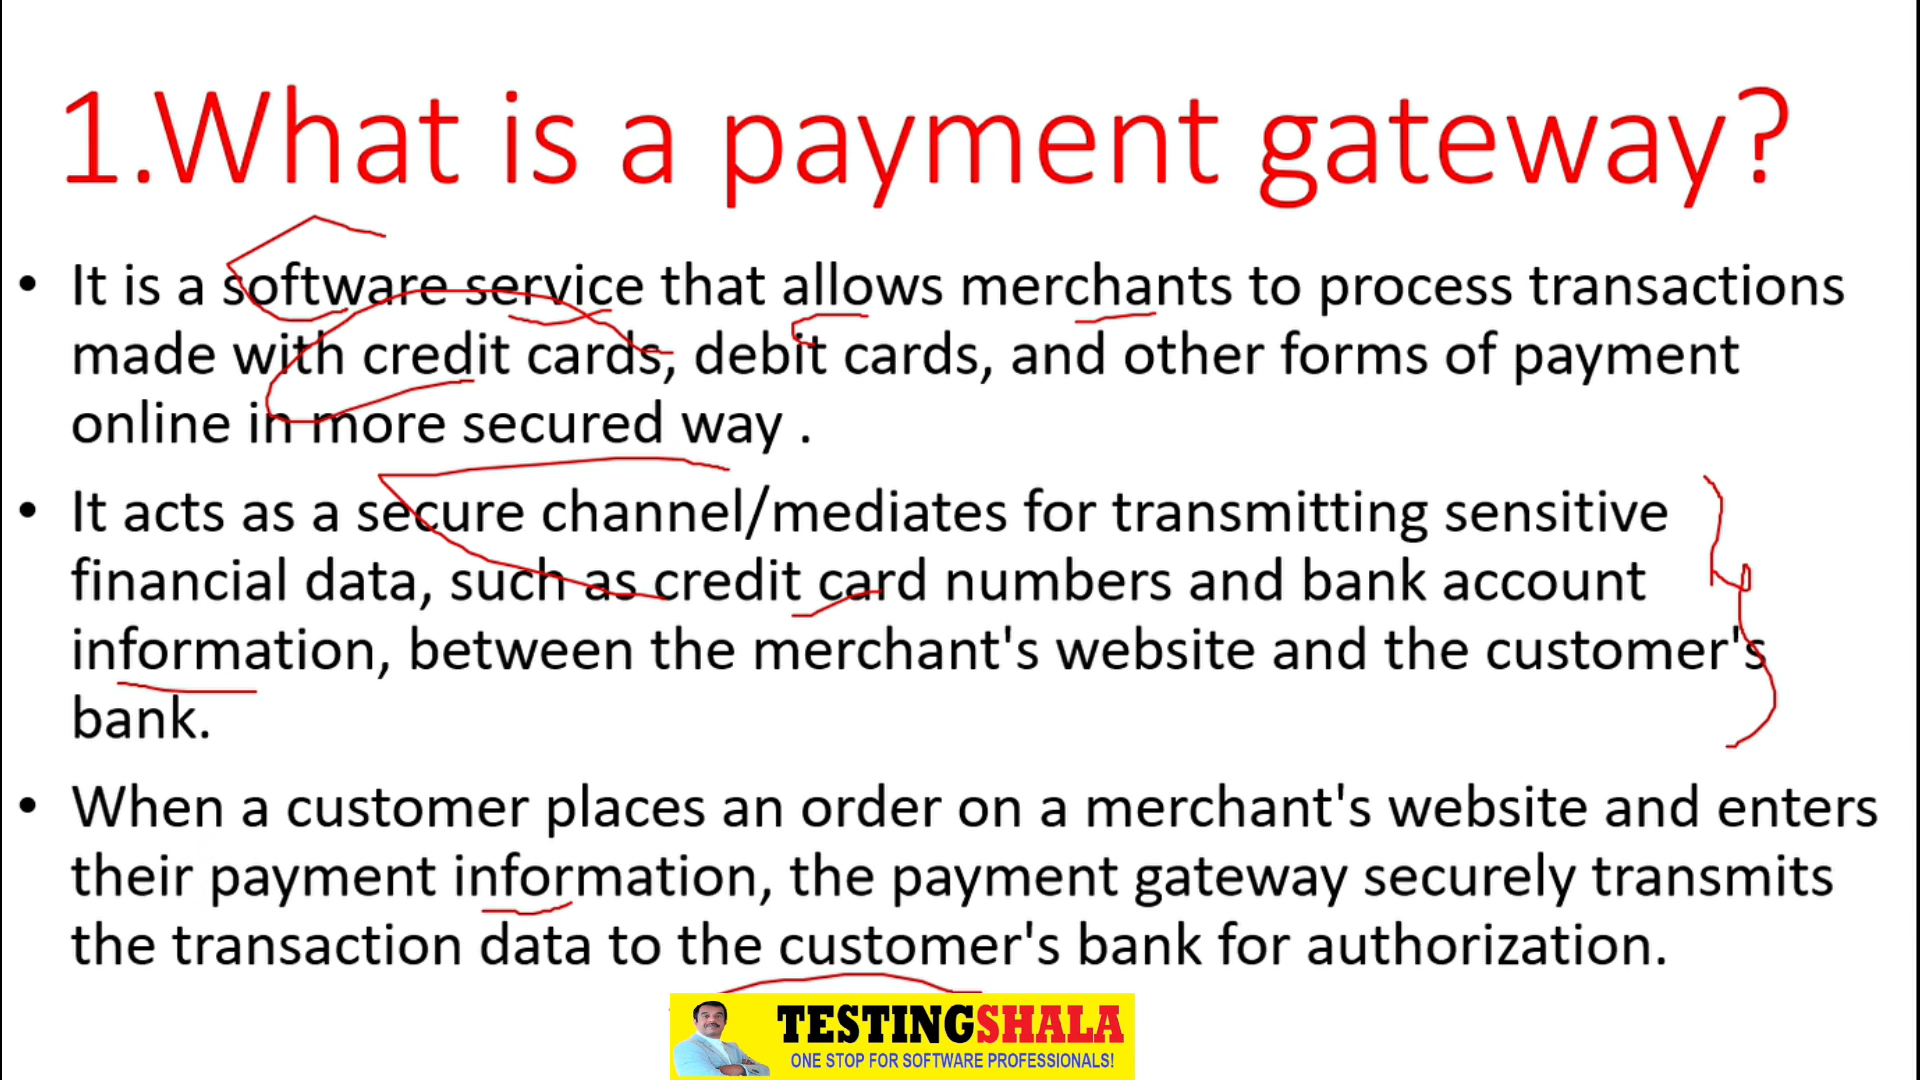 1.What is a payment gateway?
• It is a software service that allows merchants to process transactions
made with credit cards, debit cards, and other forms of payment
online in more secured way .
• It acts as a secure channel/mediates for transmitting sensitive
financial data, such as credit card numbers and bank account
information, between the merchant's website and the customer's
bank.
• When a customer places an order on a merchant's website and enters
their payment information, the payment gateway securely transmits
the transaction data to the customer's bank for authorization.
TESTINGSHALA
ONE STOP FOR SOFTWARE PROFESSIONALS!